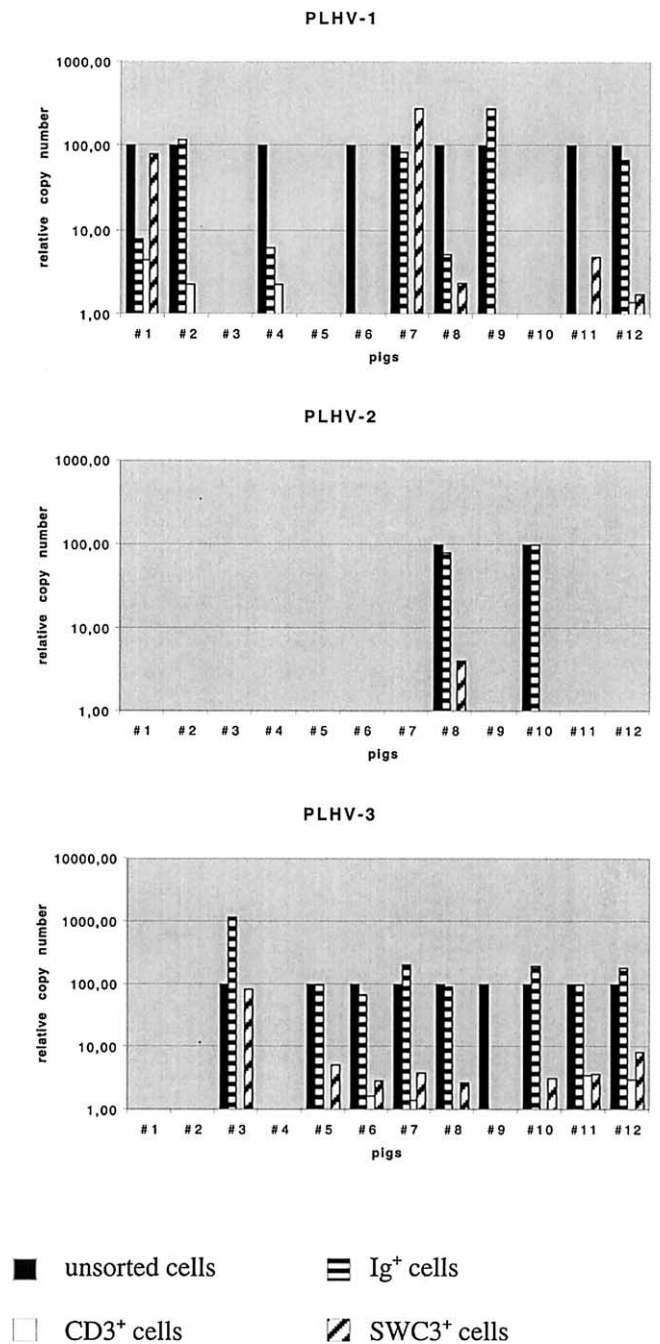 PLHV-1
1000,00
100,00
10,00
1,00
relative copy number
#1 #2 #3 #4 #5 #6 #7 #8 #9 #10 #11 #12
pigs
PLHV-2
1000,00
100,00
10,00
1,00
relative copy number
#1 #2 #3 #4 #5 #6 #7 #8 #9 #10 #11 #12
pigs
PLHV-3
10000,00
1000,00
100,00
10,00
1,00
relative copy number
#1 #2 #3 #4 #5 #6 #7 #8 #9 #10 #11 #12
pigs
unsorted cells Ig⁺ cells
CD3⁺ cells SWC3⁺ cells